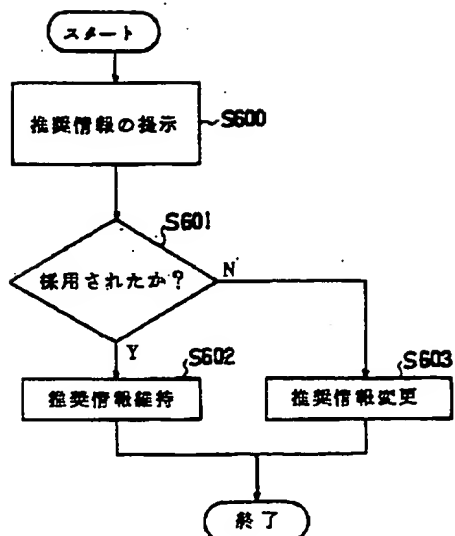 スタート
推奨情報の提示
S600
S601
採用されたか?
N
Y
S602
S603
推奨情報維持
推奨情報変更
終了